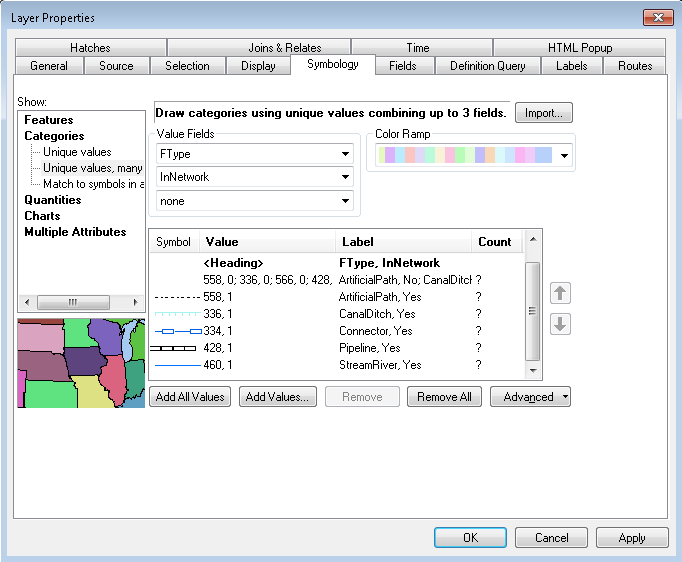 Layer Properties
Hatches Joins & Relates Time HTML Popup
General Source Selection Display Symbology Fields Definition Query Labels Routes
Show:
Features
Categories
Unique values
Unique values, many
Match to symbols in a
Quantities
Charts
Multiple Attributes
Draw categories using unique values combining up to 3 fields.
Import...
Value Fields
FType
InNetwork
none
Color Ramp
Symbol Value Label Count
<Heading> FType, InNetwork
558, 0; 336, 0; 566, 0; 428, ArtificialPath, No; CanalDitch ?
558, 1 ArtificialPath, Yes ?
336, 1 CanalDitch, Yes ?
334, 1 Connector, Yes ?
428, 1 Pipeline, Yes ?
460, 1 StreamRiver, Yes ?
Add All Values Add Values... Remove Remove All Advanced
OK Cancel Apply